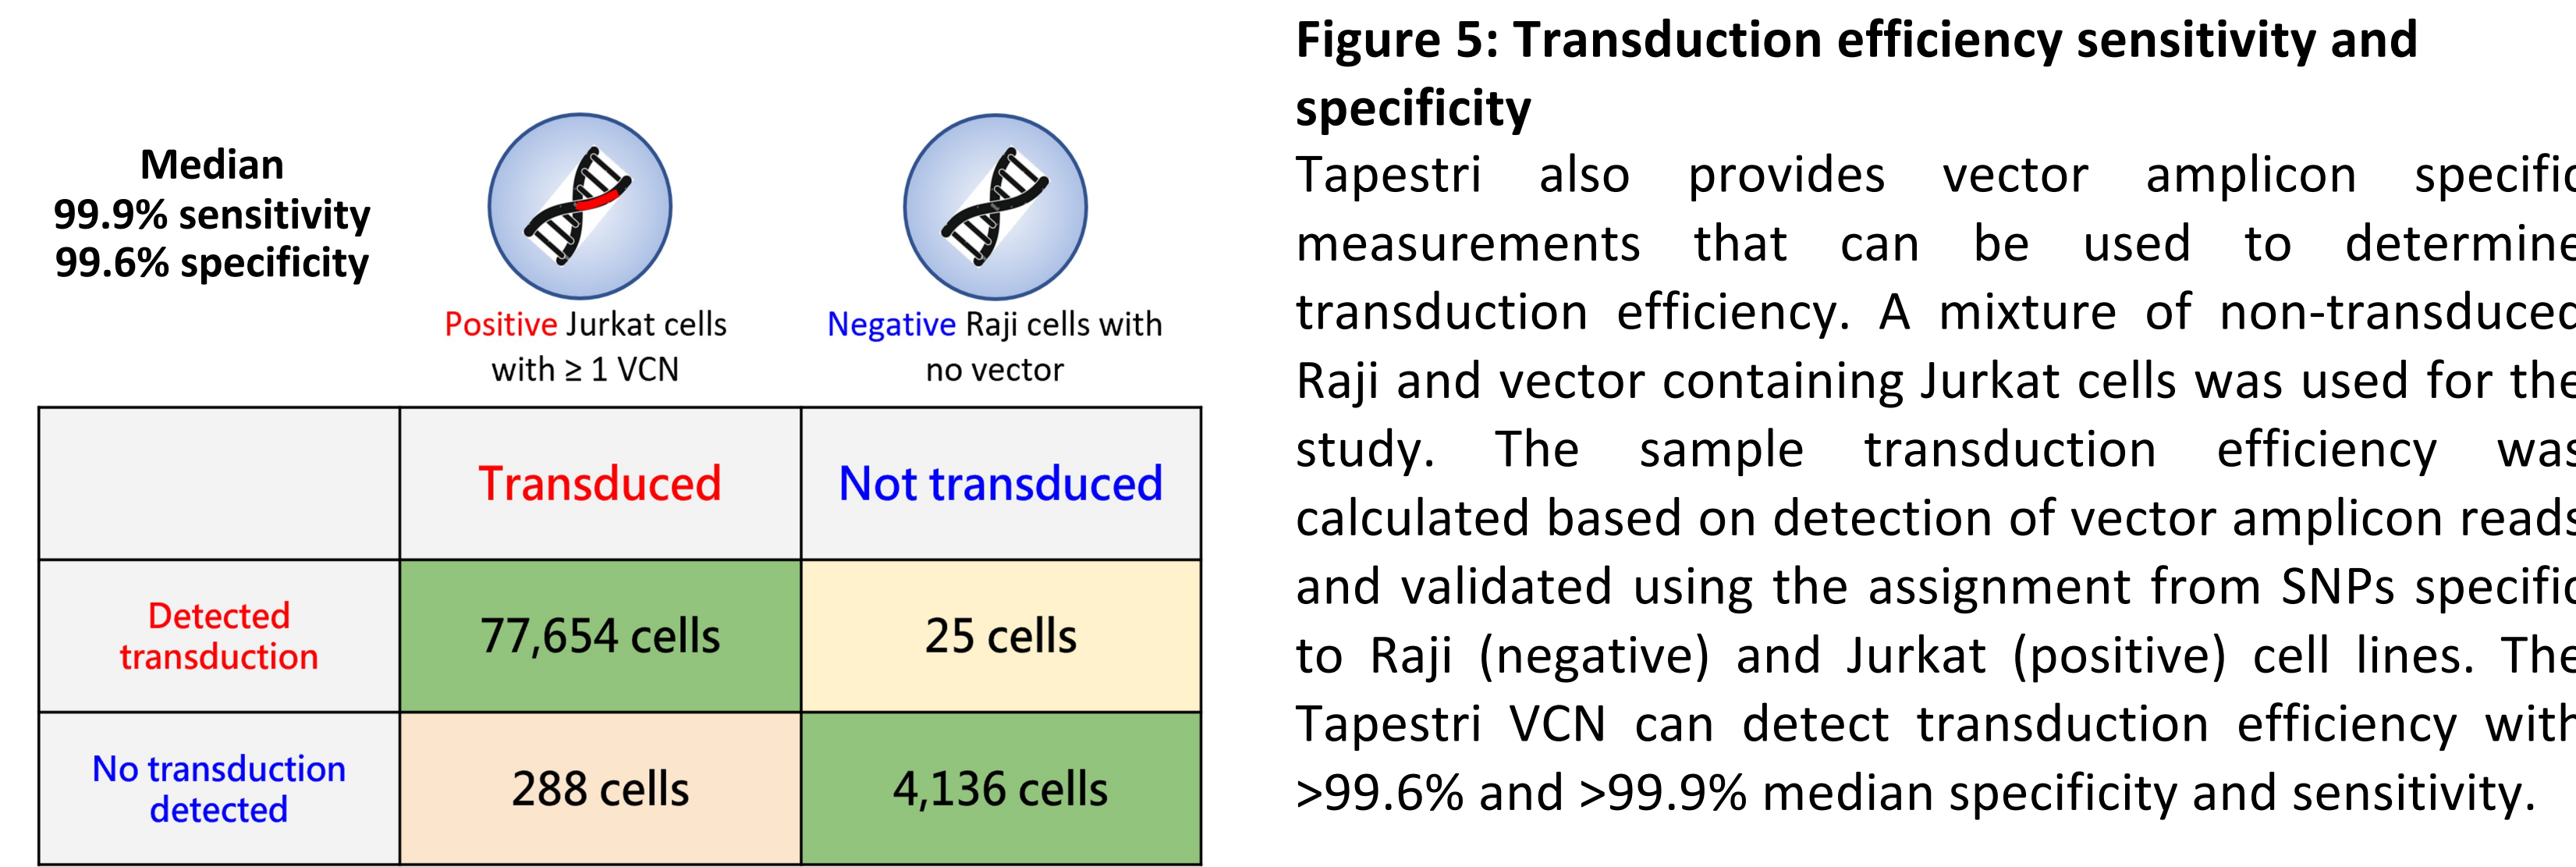 Median
99.9% sensitivity
99.6% specificity
Positive Jurkat cells
with ≥ 1 VCN
Negative Raji cells with
no vector
Transduced
Not transduced
Detected
transduction
77,654 cells
25 cells
No transduction
detected
288 cells
4,136 cells
Figure 5: Transduction efficiency sensitivity and
specificity
Tapestri also provides vector amplicon specific
measurements that can be used to determine
transduction efficiency. A mixture of non-transduced
Raji and vector containing Jurkat cells was used for the
study. The sample transduction efficiency was
calculated based on detection of vector amplicon reads
and validated using the assignment from SNPs specific
to Raji (negative) and Jurkat (positive) cell lines. The
Tapestri VCN can detect transduction efficiency with
>99.6% and >99.9% median specificity and sensitivity.